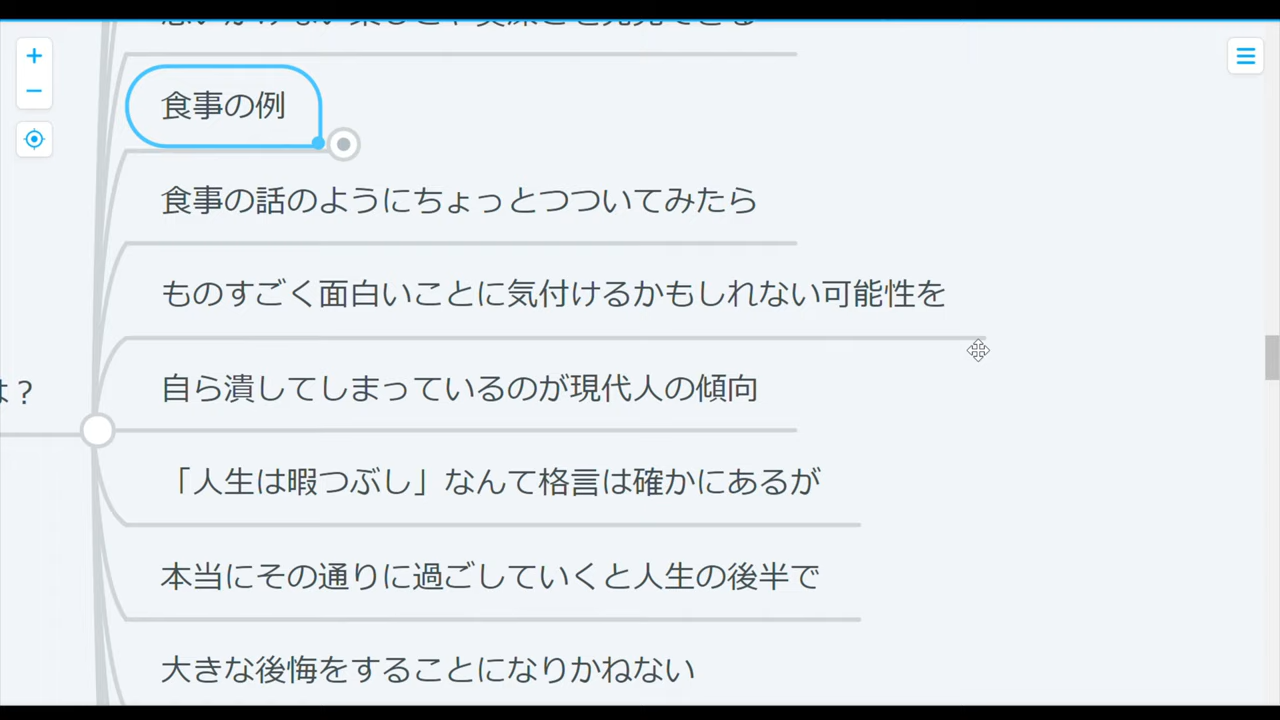 食事の例
食事の話のようにちょっとつついてみたら
ものすごく面白いことに気付けるかもしれない可能性を
は？
自ら潰してしまっているのが現代人の傾向
「人生は暇つぶし」なんて格言は確かにあるが
本当にその通りに過ごしていくと人生の後半で
大きな後悔をすることになりかねない